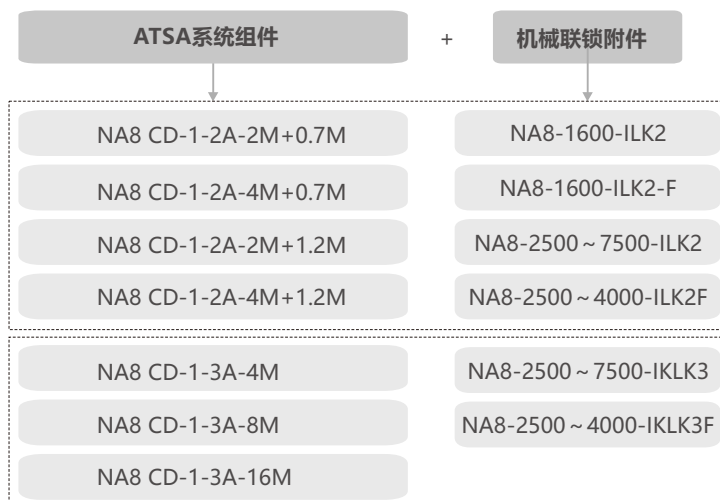 ATSA系统组件 + 机械联锁附件
NA8 CD-1-2A-2M+0.7M NA8-1600-ILK2
NA8 CD-1-2A-4M+0.7M NA8-1600-ILK2-F
NA8 CD-1-2A-2M+1.2M NA8-2500~7500-ILK2
NA8 CD-1-2A-4M+1.2M NA8-2500~4000-ILK2F
NA8 CD-1-3A-4M NA8-2500~7500-IKLK3
NA8 CD-1-3A-8M NA8-2500~4000-IKLK3F
NA8 CD-1-3A-16M